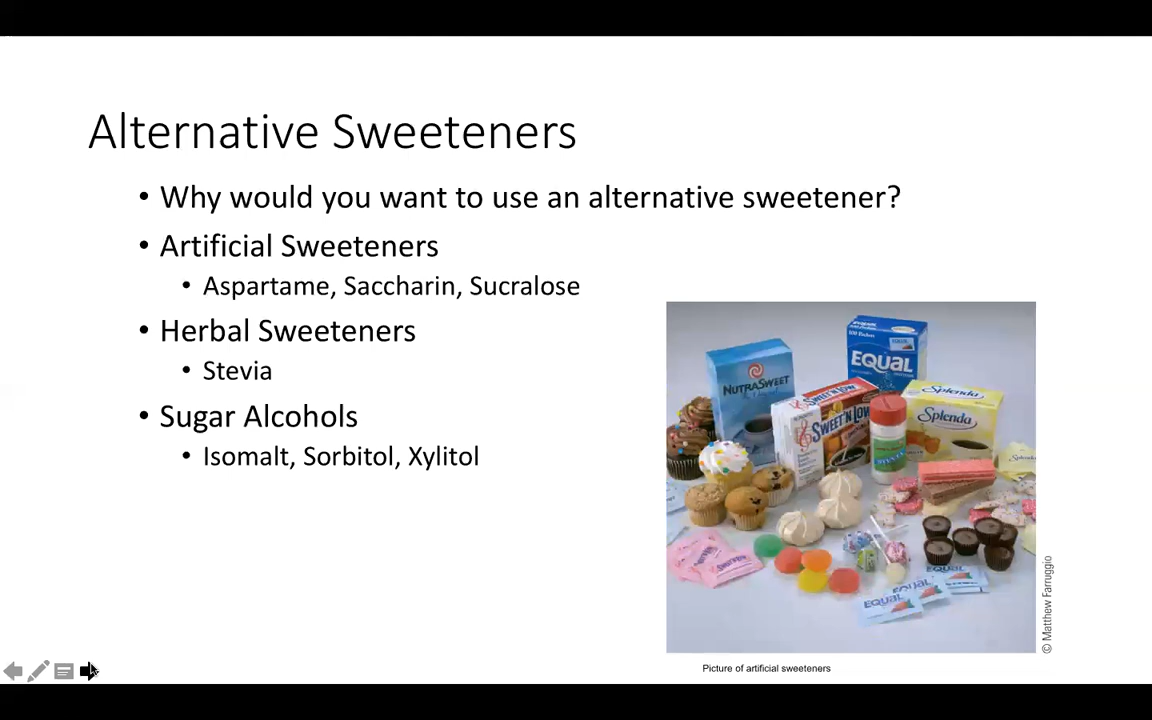 Alternative Sweeteners
• Why would you want to use an alternative sweetener?
• Artificial Sweeteners
• Aspartame, Saccharin, Sucralose
• Herbal Sweeteners
• Stevia
• Sugar Alcohols
• Isomalt, Sorbitol, Xylitol
EQUAL
NUTRASWEET
SWEET'N LOW
Splenda
Splenda
EQUAL
EQUAL
EQUAL
© Matthew Farruggio
Picture of artificial sweeteners